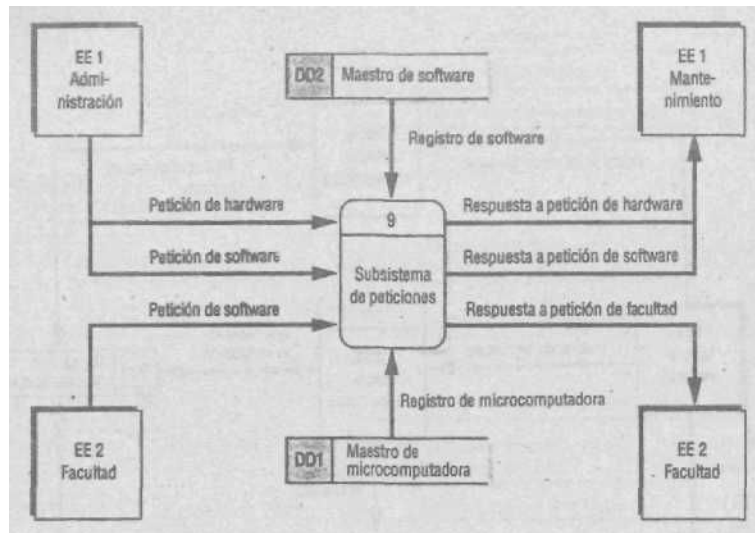 EE 1
Admi-
nistración
DD2 Maestro de software
EE 1
Mante-
nimiento
Registro de software
Petición de hardware
9
Respuesta a petición de hardware
Petición de software
Subsistema
de peticiones
Respuesta a petición de software
Petición de software
Respuesta a petición de facultad
Registro de microcomputadora
EE 2
Facultad
DD1 Maestro de
microcomputadora
EE 2
Facultad